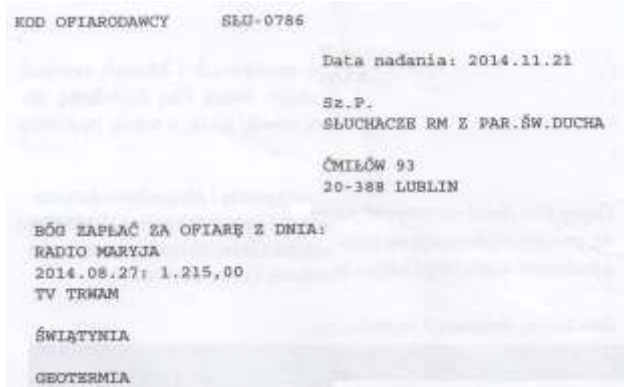 KOD OFIARODAWCY SŁU-0786
Data nadania: 2014.11.21
Sz.P.
SŁUCHACZE RM Z PAR.ŚW.DUCHA
ĆMIŁÓW 93
20-388 LUBLIN
BÓG ZAPŁAĆ ZA OFIARĘ Z DNIA:
RADIO MARYJA
2014.08.27: 1.215,00
TV TRWAM
ŚWIĄTYNIA
GEOTERMIA